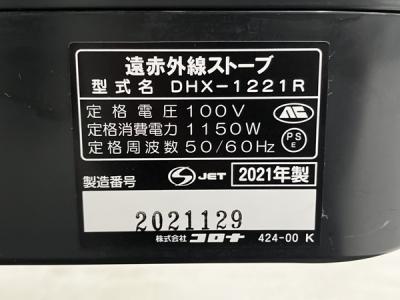 遠赤外線ストーブ
型式名 DHX-1221R
定格電圧 100V
定格消費電力 1150W
定格周波数 50/60Hz
PS
E
製造番号 S JET 2021年製
2021129
株式会社 コロナ 424-00 K